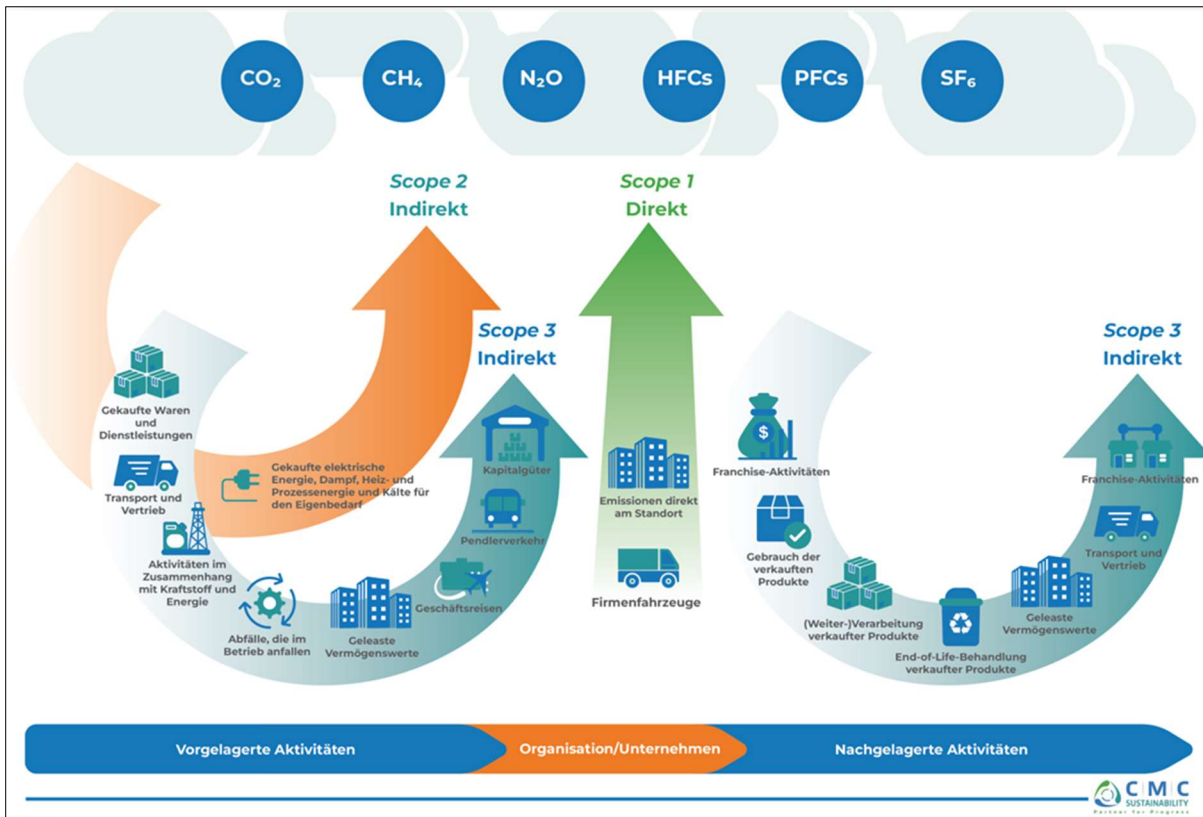 CO₂
CH₄
N₂O
HFCs
PFCs
SF₆
Scope 2
Indirekt
Scope 1
Direkt
Scope 3
Indirekt
Scope 3
Indirekt
Gekaufte Waren
und
Dienstleistungen
Transport und
Vertrieb
Aktivitäten im
Zusammenhang
mit Kraftstoff und
Energie
Abfälle, die im
Betrieb anfallen
Geleaste
Vermögenswerte
Geschäftsreisen
Pendlerverkehr
Kapitalgüter
Gekaufte elektrische
Energie, Dampf, Heiz- und
Prozessenergie und Kälte für
den Eigenbedarf
Emissionen direkt
am Standort
Firmenfahrzeuge
$
Franchise-Aktivitäten
Gebrauch der
verkauften
Produkte
(Weiter-)Verarbeitung
verkaufter Produkte
End-of-Life-Behandlung
verkaufter Produkte
Geleaste
Vermögenswerte
Transport und
Vertrieb
Franchise-Aktivitäten
Vorgelagerte Aktivitäten
Organisation/Unternehmen
Nachgelagerte Aktivitäten
C|M|C
SUSTAINABILITY
Partner for Progress